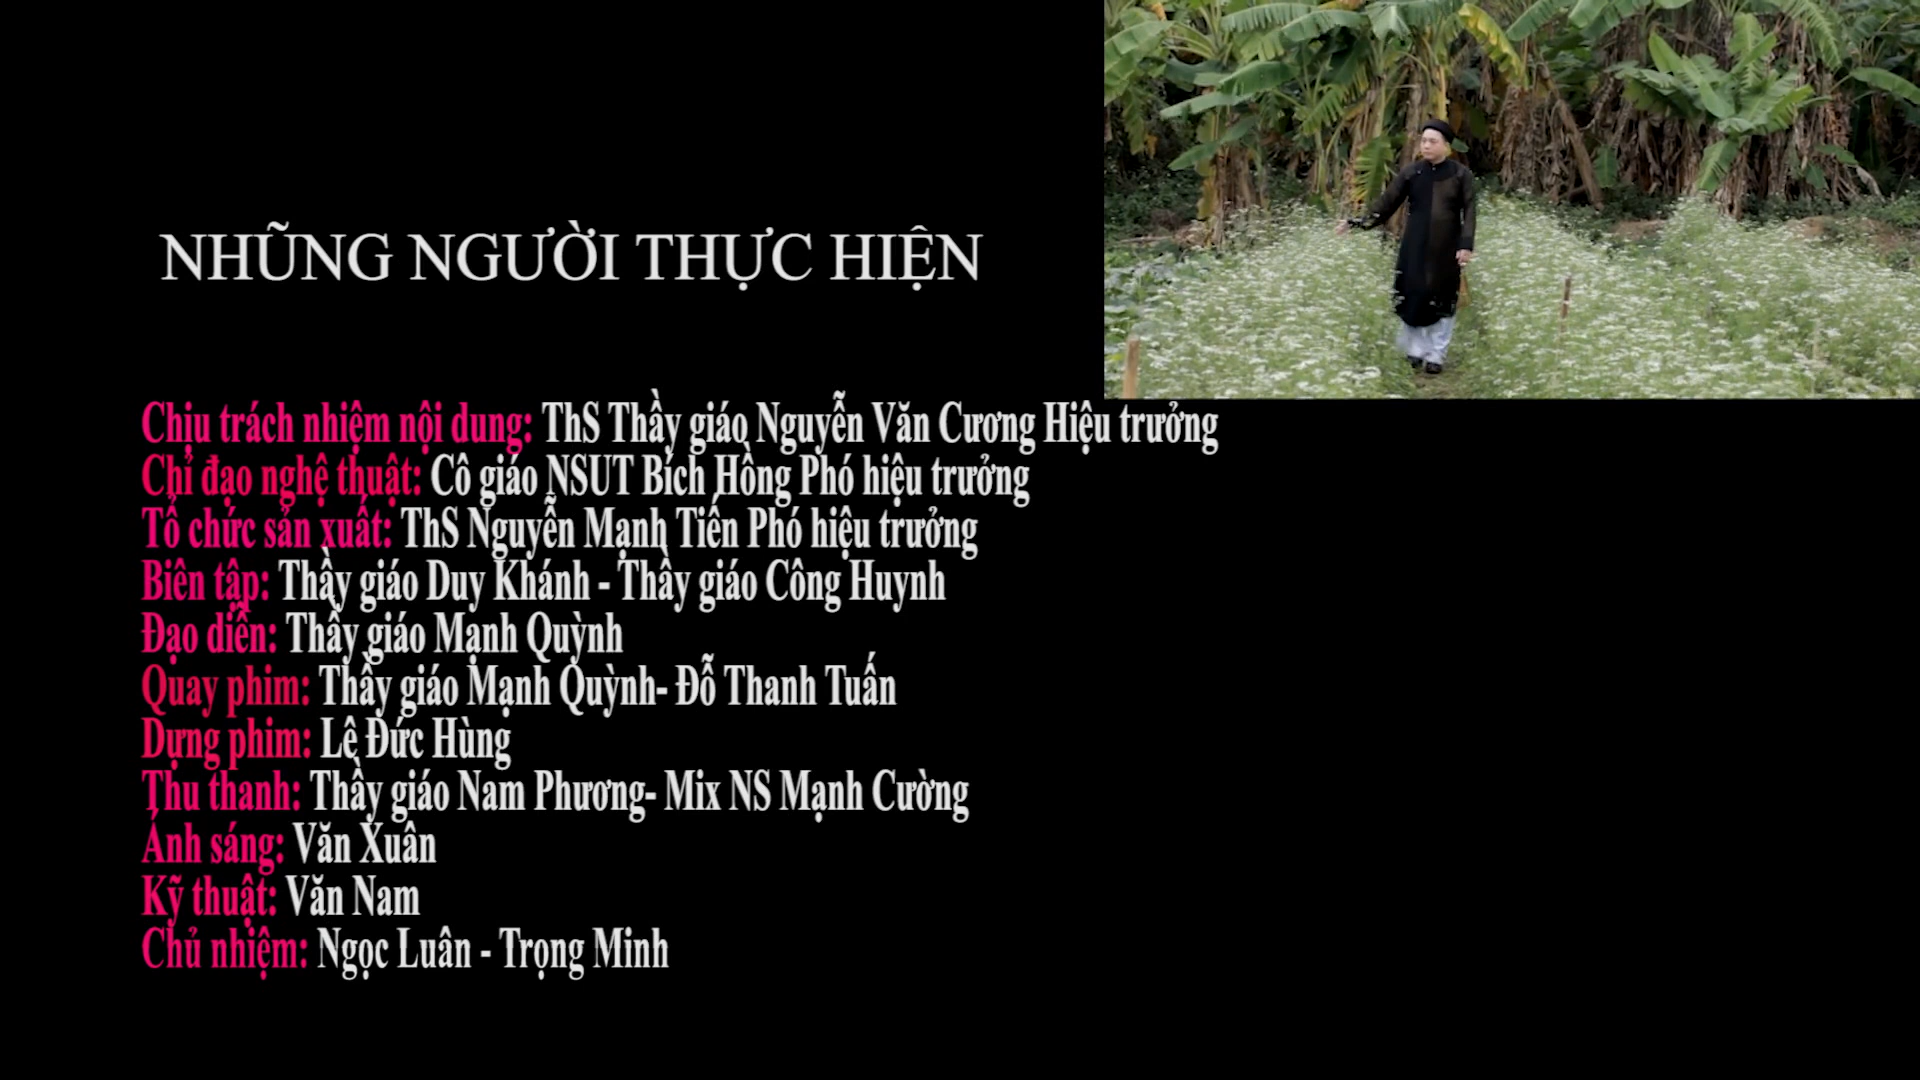 NHỮNG NGƯỜI THỰC HIỆN
Chịu trách nhiệm nội dung: ThS Thầy giáo Nguyễn Văn Cương Hiệu trưởng
Chỉ đạo nghệ thuật: Cô giáo NSUT Bích Hồng Phó hiệu trưởng
Tổ chức sản xuất: ThS Nguyễn Mạnh Tiến Phó hiệu trưởng
Biên tập: Thầy giáo Duy Khánh - Thầy giáo Công Huynh
Đạo diễn: Thầy giáo Mạnh Quỳnh
Quay phim: Thầy giáo Mạnh Quỳnh- Đỗ Thanh Tuấn
Dựng phim: Lê Đức Hùng
Thu thanh: Thầy giáo Nam Phương- Mix NS Mạnh Cường
Ánh sáng: Văn Xuân
Kỹ thuật: Văn Nam
Chủ nhiệm: Ngọc Luân - Trọng Minh